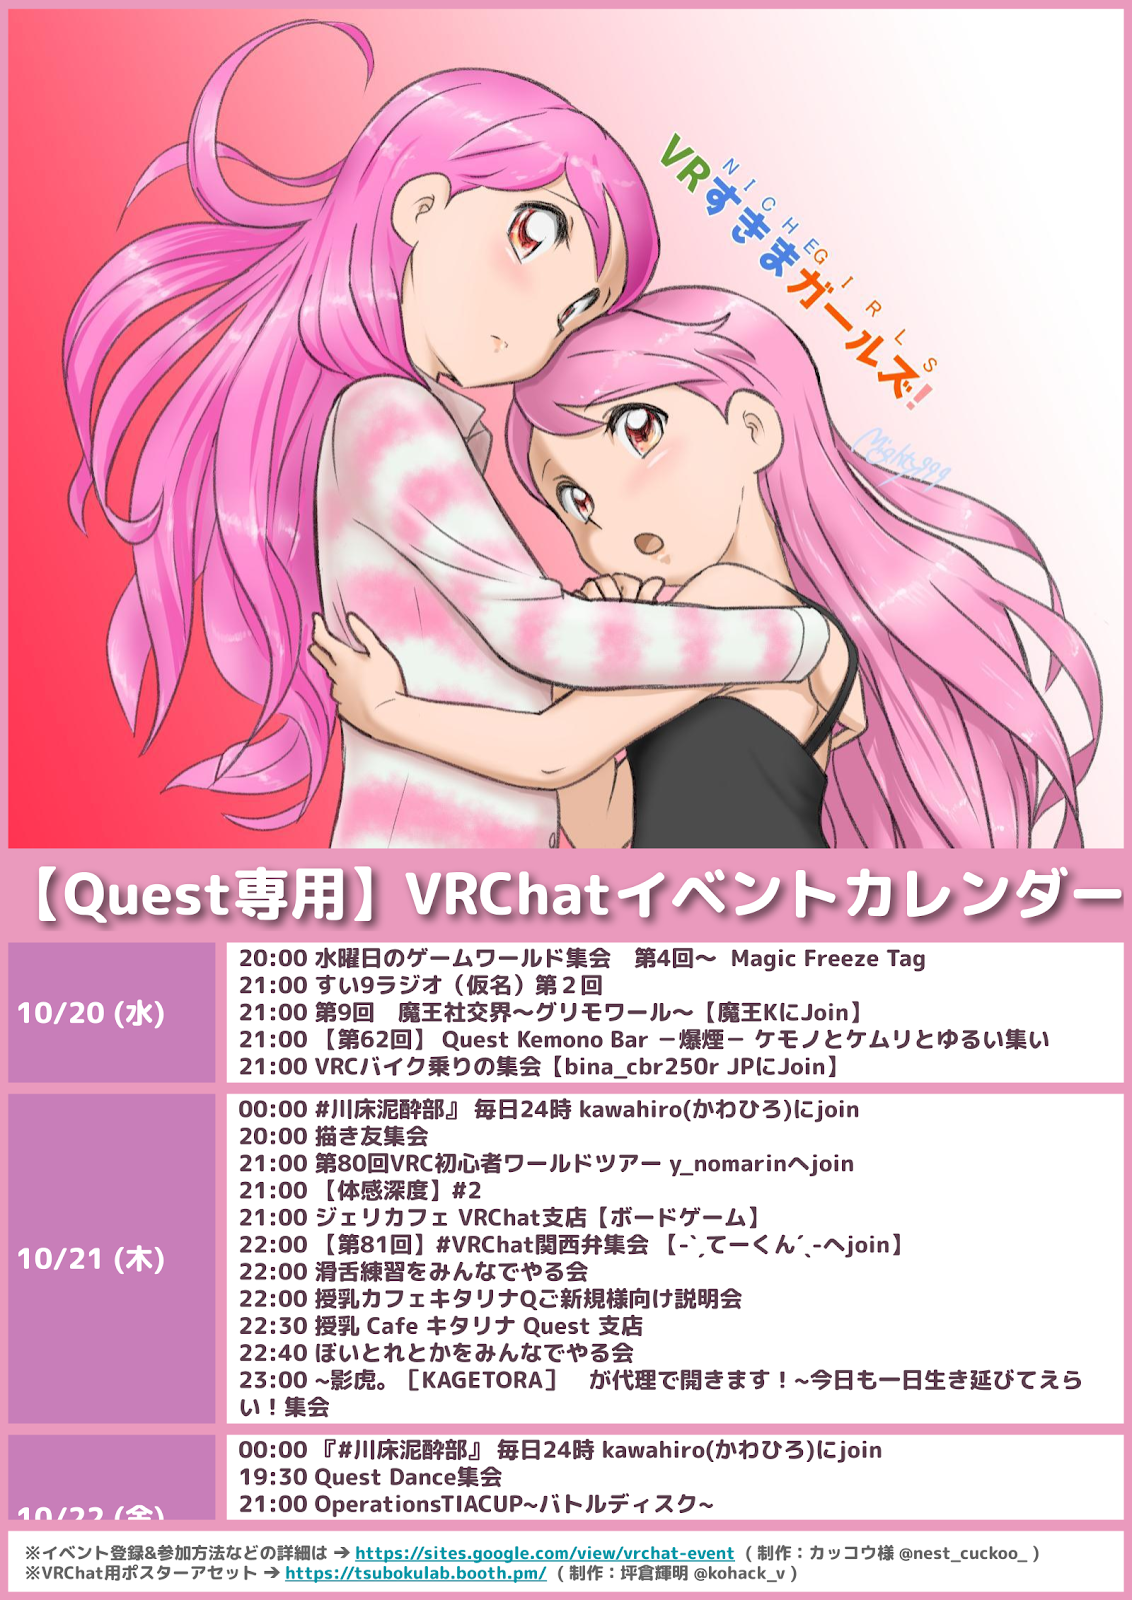 NICHE GIRLS
VRすきまガールズ!
Mighty999
【Quest専用】VRChatイベントカレンダー
10/20 (水)
20:00 水曜日のゲームワールド集会　第4回～ Magic Freeze Tag
21:00 すい9ラジオ（仮名）第２回
21:00 第9回　魔王社交界～グリモワール～【魔王KにJoin】
21:00 【第62回】 Quest Kemono Bar －爆煙－ ケモノとケムリとゆるい集い
21:00 VRCバイク乗りの集会【bina_cbr250r JPにJoin】
10/21 (木)
00:00 #川床泥酔部』 毎日24時 kawahiro(かわひろ)にjoin
20:00 描き友集会
21:00 第80回VRC初心者ワールドツアー y_nomarinへjoin
21:00 【体感深度】#2
21:00 ジェリカフェ VRChat支店【ボードゲーム】
22:00 【第81回】#VRChat関西弁集会 【-`ˏてーくん´ˎ-へjoin】
22:00 滑舌練習をみんなでやる会
22:00 授乳カフェキタリナQご新規様向け説明会
22:30 授乳 Cafe キタリナ Quest 支店
22:40 ぼいとれとかをみんなでやる会
23:00 ~影虎。［KAGETORA］　が代理で開きます！~今日も一日生き延びてえら
い！集会
10/22 (金)
00:00 『#川床泥酔部』 毎日24時 kawahiro(かわひろ)にjoin
19:30 Quest Dance集会
21:00 OperationsTIACUP~バトルディスク~
※イベント登録&参加方法などの詳細は → https://sites.google.com/view/vrchat-event （ 制作：カッコウ様 @nest_cuckoo_ ）
※VRChat用ポスターアセット → https://tsubokulab.booth.pm/ （ 制作：坪倉輝明 @kohack_v ）